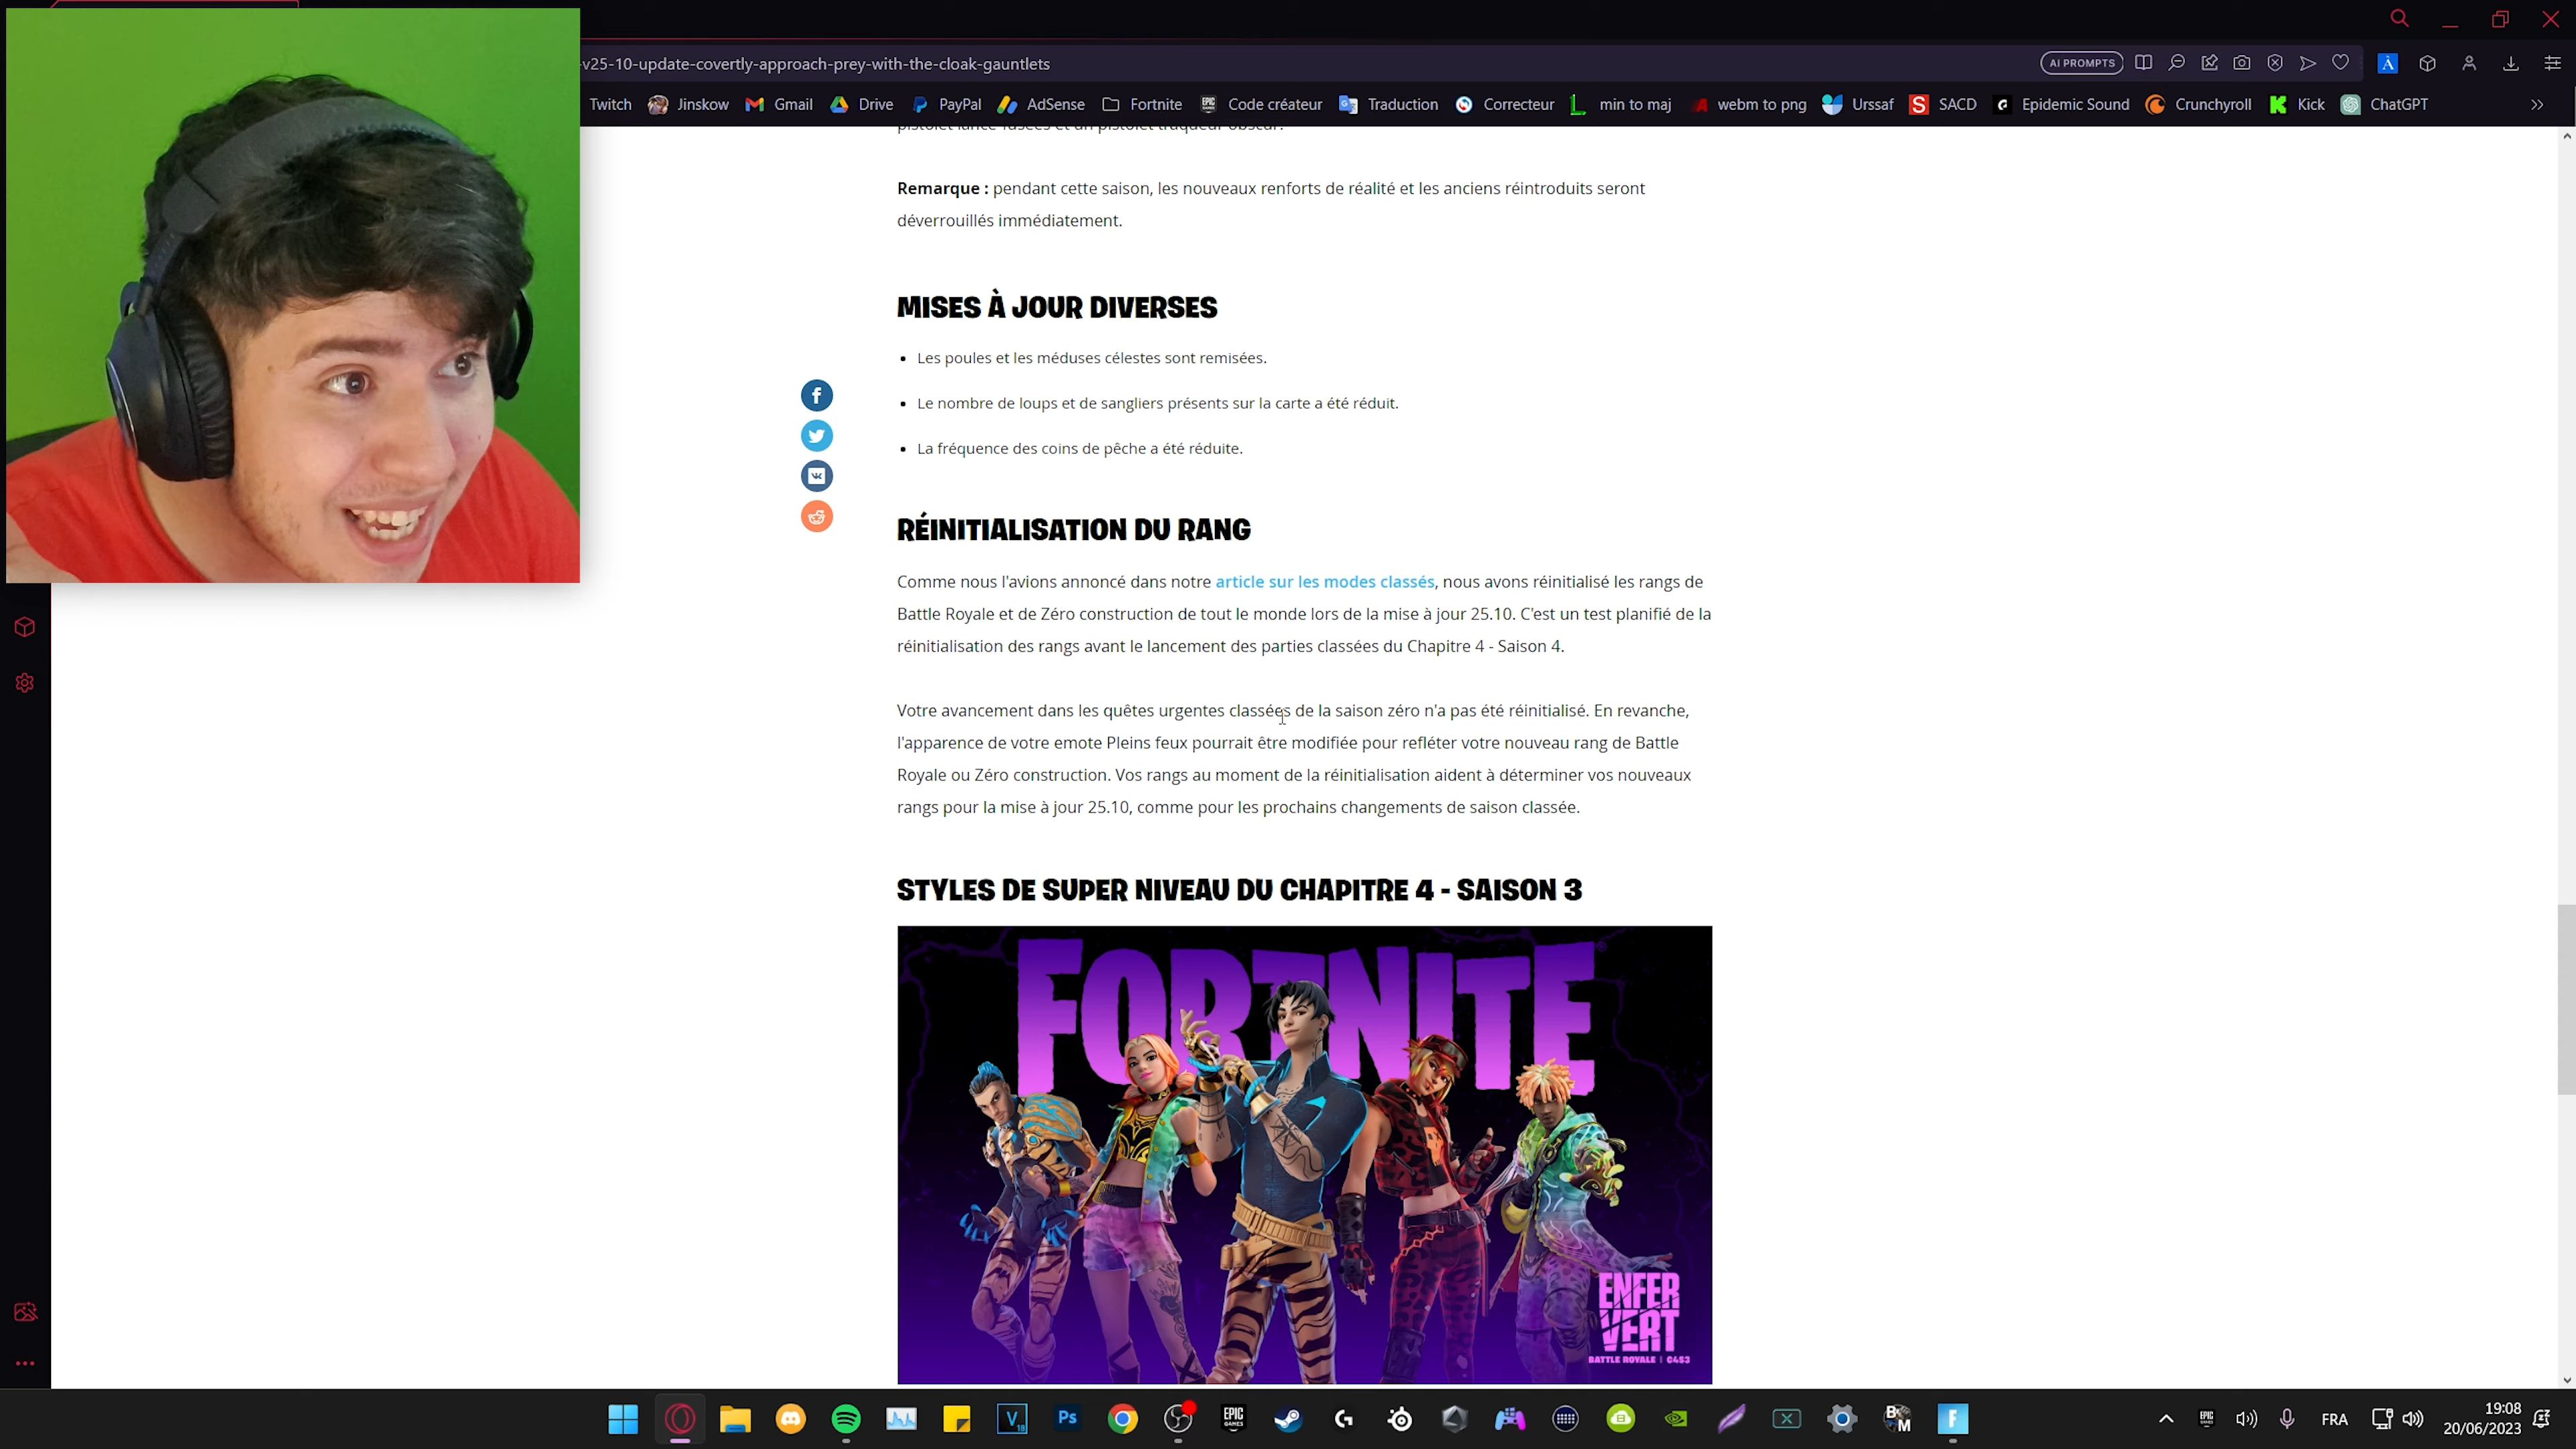 v25-10-update-covertly-approach-prey-with-the-cloak-gauntlets
AI PROMPTS
Twitch Jinskow Gmail Drive PayPal AdSense Fortnite Code créateur Traduction Correcteur min to maj webm to png Urssaf SACD Epidemic Sound Crunchyroll Kick ChatGPT
pistolet lance-fusées et un pistolet traqueur obscur.
Remarque : pendant cette saison, les nouveaux renforts de réalité et les anciens réintroduits seront
déverrouillés immédiatement.
MISES À JOUR DIVERSES
• Les poules et les méduses célestes sont remisées.
• Le nombre de loups et de sangliers présents sur la carte a été réduit.
• La fréquence des coins de pêche a été réduite.
RÉINITIALISATION DU RANG
Comme nous l'avions annoncé dans notre article sur les modes classés, nous avons réinitialisé les rangs de
Battle Royale et de Zéro construction de tout le monde lors de la mise à jour 25.10. C'est un test planifié de la
réinitialisation des rangs avant le lancement des parties classées du Chapitre 4 - Saison 4.
Votre avancement dans les quêtes urgentes classées de la saison zéro n'a pas été réinitialisé. En revanche,
l'apparence de votre emote Pleins feux pourrait être modifiée pour refléter votre nouveau rang de Battle
Royale ou Zéro construction. Vos rangs au moment de la réinitialisation aident à déterminer vos nouveaux
rangs pour la mise à jour 25.10, comme pour les prochains changements de saison classée.
STYLES DE SUPER NIVEAU DU CHAPITRE 4 - SAISON 3
FORTNITE
ENFER
VERT
BATTLE ROYALE | C4S3
FRA
19:08
20/06/2023